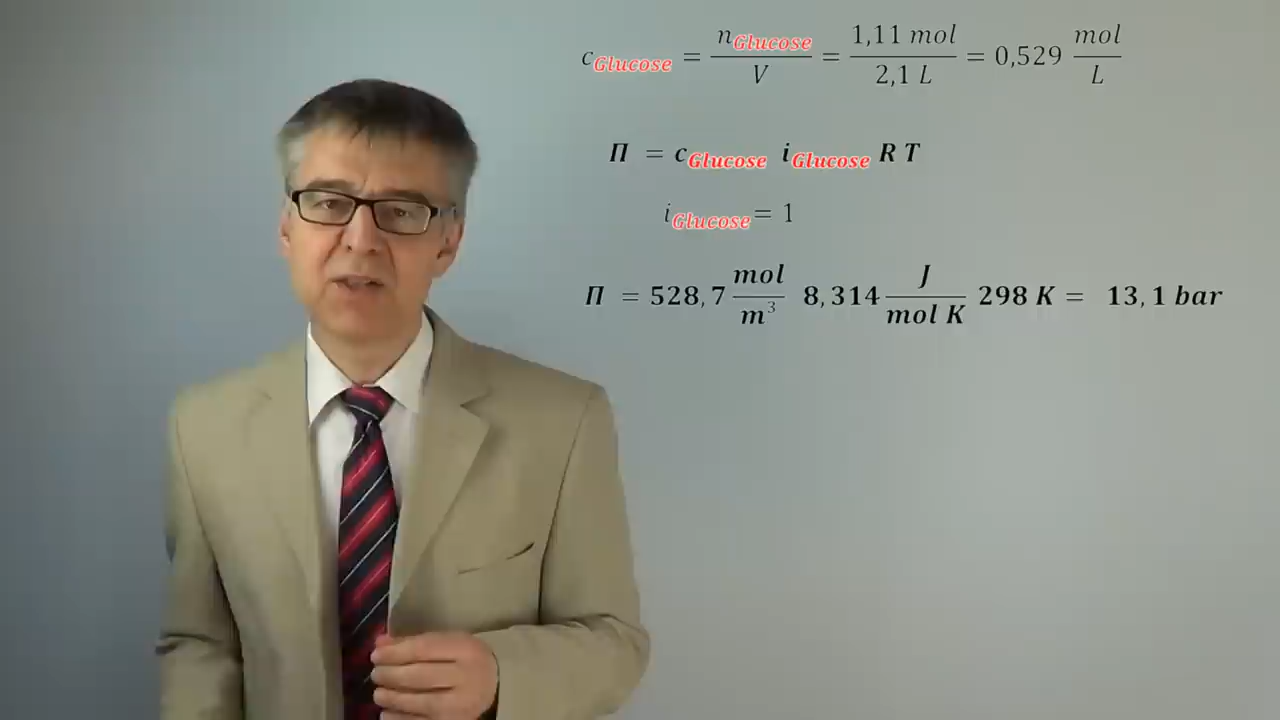 c_Glucose = n_Glucose / V = 1,11 mol / 2,1 L = 0,529 mol / L
Π = c_Glucose i_Glucose R T
i_Glucose = 1
Π = 528,7 mol / m³ 8,314 J / mol K 298 K = 13,1 bar